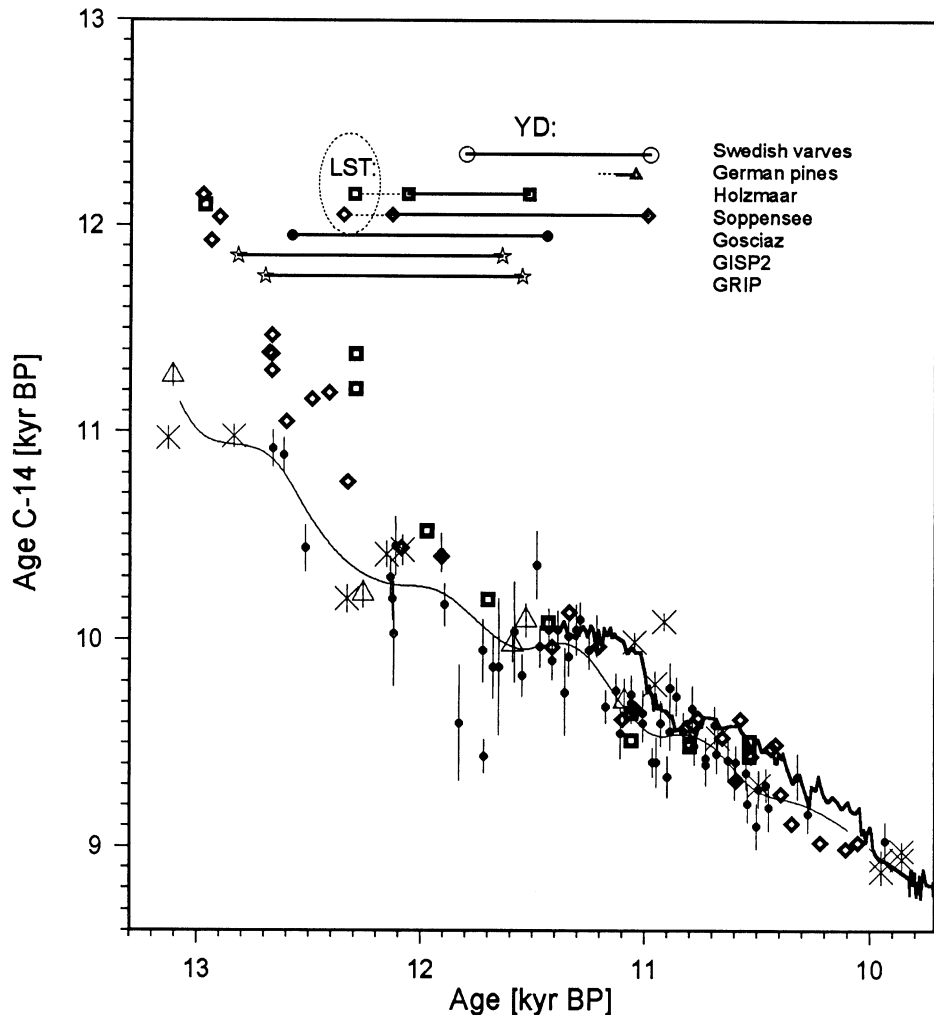 13
12
11
10
9
Age C-14 [kyr BP]
YD:
LST:
Swedish varves
German pines
Holzmaar
Soppensee
Gosciaz
GISP2
GRIP
13
12
11
10
Age [kyr BP]